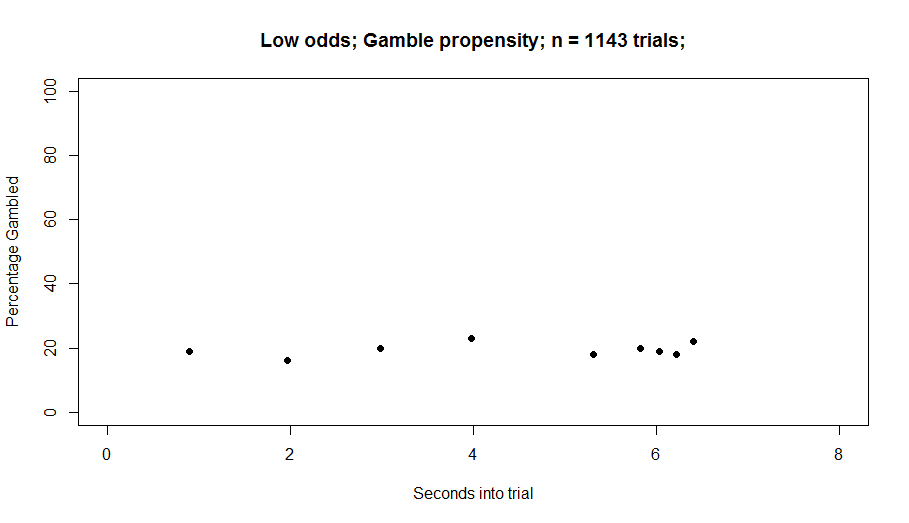 Low odds; Gamble propensity; n = 1143 trials;
Percentage Gambled
100
80
60
40
20
0
0 2 4 6 8
Seconds into trial